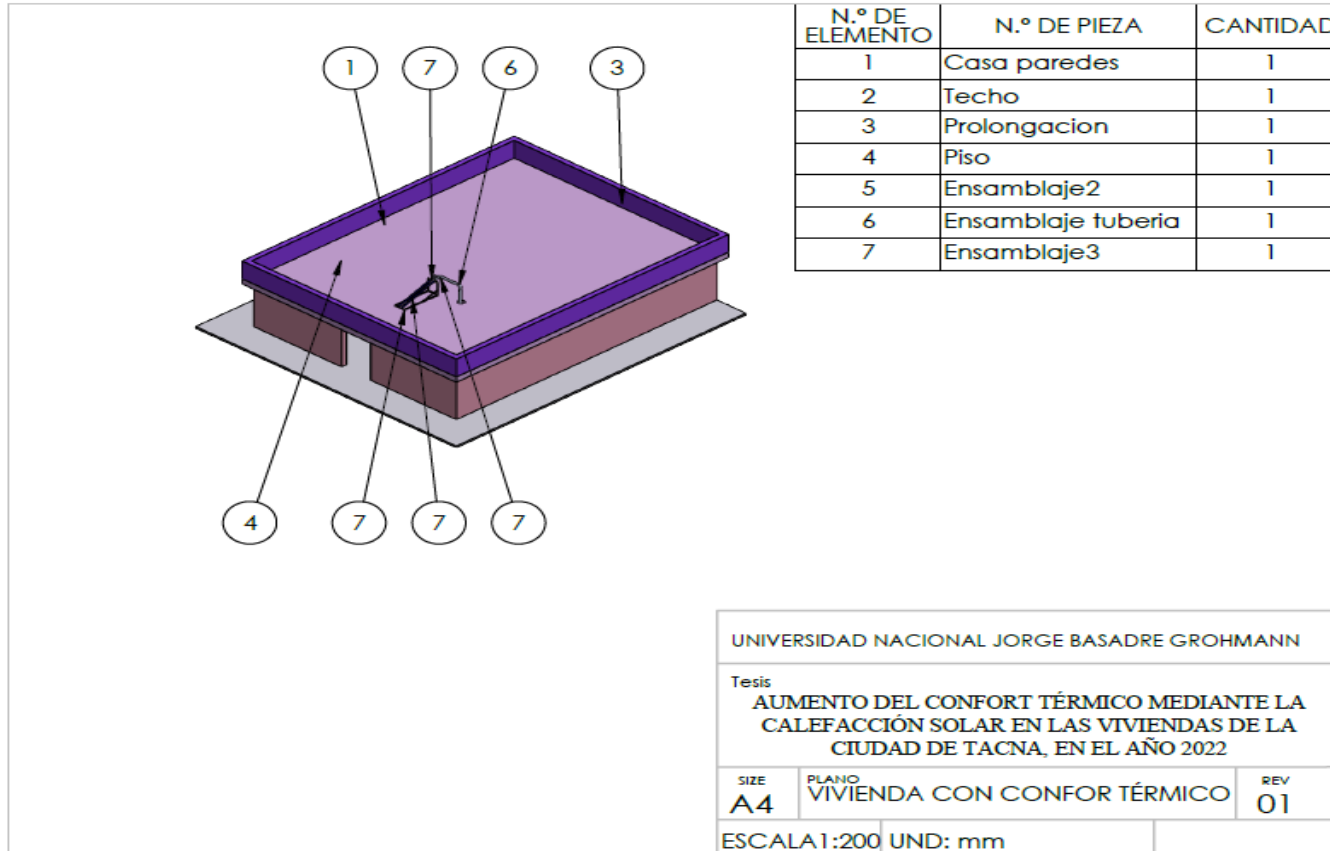 1 7 6 3
4 7 7 7
N.º DE ELEMENTO N.º DE PIEZA CANTIDAD
1 Casa paredes 1
2 Techo 1
3 Prolongacion 1
4 Piso 1
5 Ensamblaje2 1
6 Ensamblaje tuberia 1
7 Ensamblaje3 1
UNIVERSIDAD NACIONAL JORGE BASADRE GROHMANN
Tesis
AUMENTO DEL CONFORT TÉRMICO MEDIANTE LA
CALEFACCIÓN SOLAR EN LAS VIVIENDAS DE LA
CIUDAD DE TACNA, EN EL AÑO 2022
SIZE PLANO REV
A4 VIVIENDA CON CONFOR TÉRMICO 01
ESCALA1:200 UND: mm